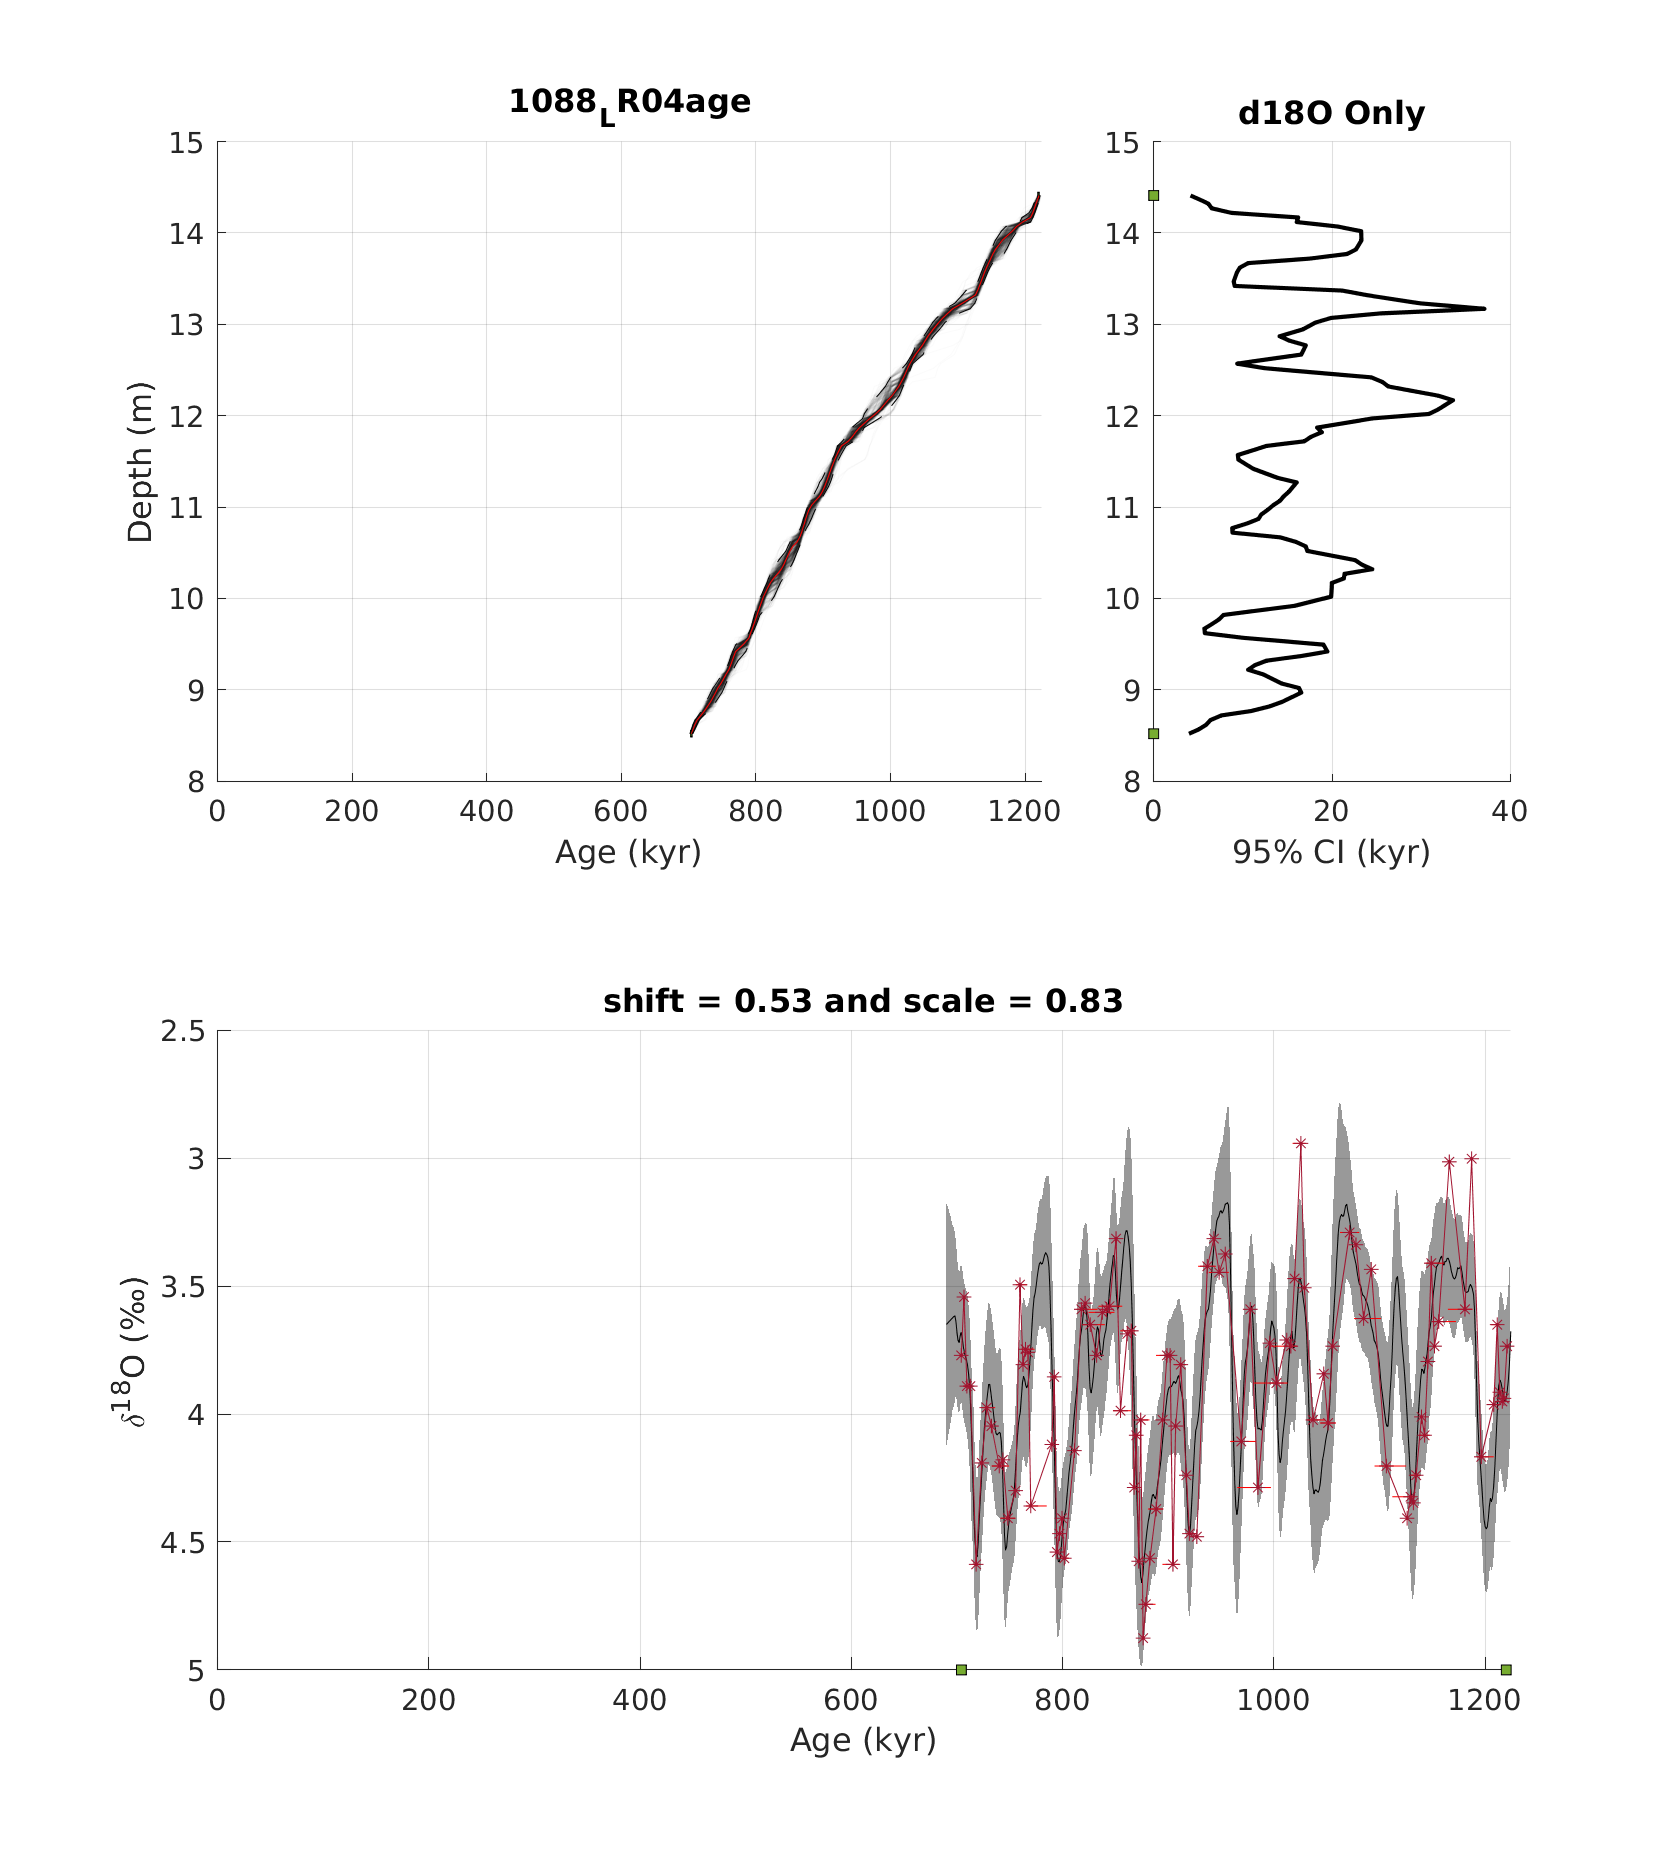 1088LR04age
d18O Only
15
14
13
12
11
10
9
8
Depth (m)
0 200 400 600 800 1000 1200
Age (kyr)
15
14
13
12
11
10
9
8
0 20 40
95% CI (kyr)
shift = 0.53 and scale = 0.83
2.5
3
3.5
4
4.5
5
δ18O (‰)
0 200 400 600 800 1000 1200
Age (kyr)